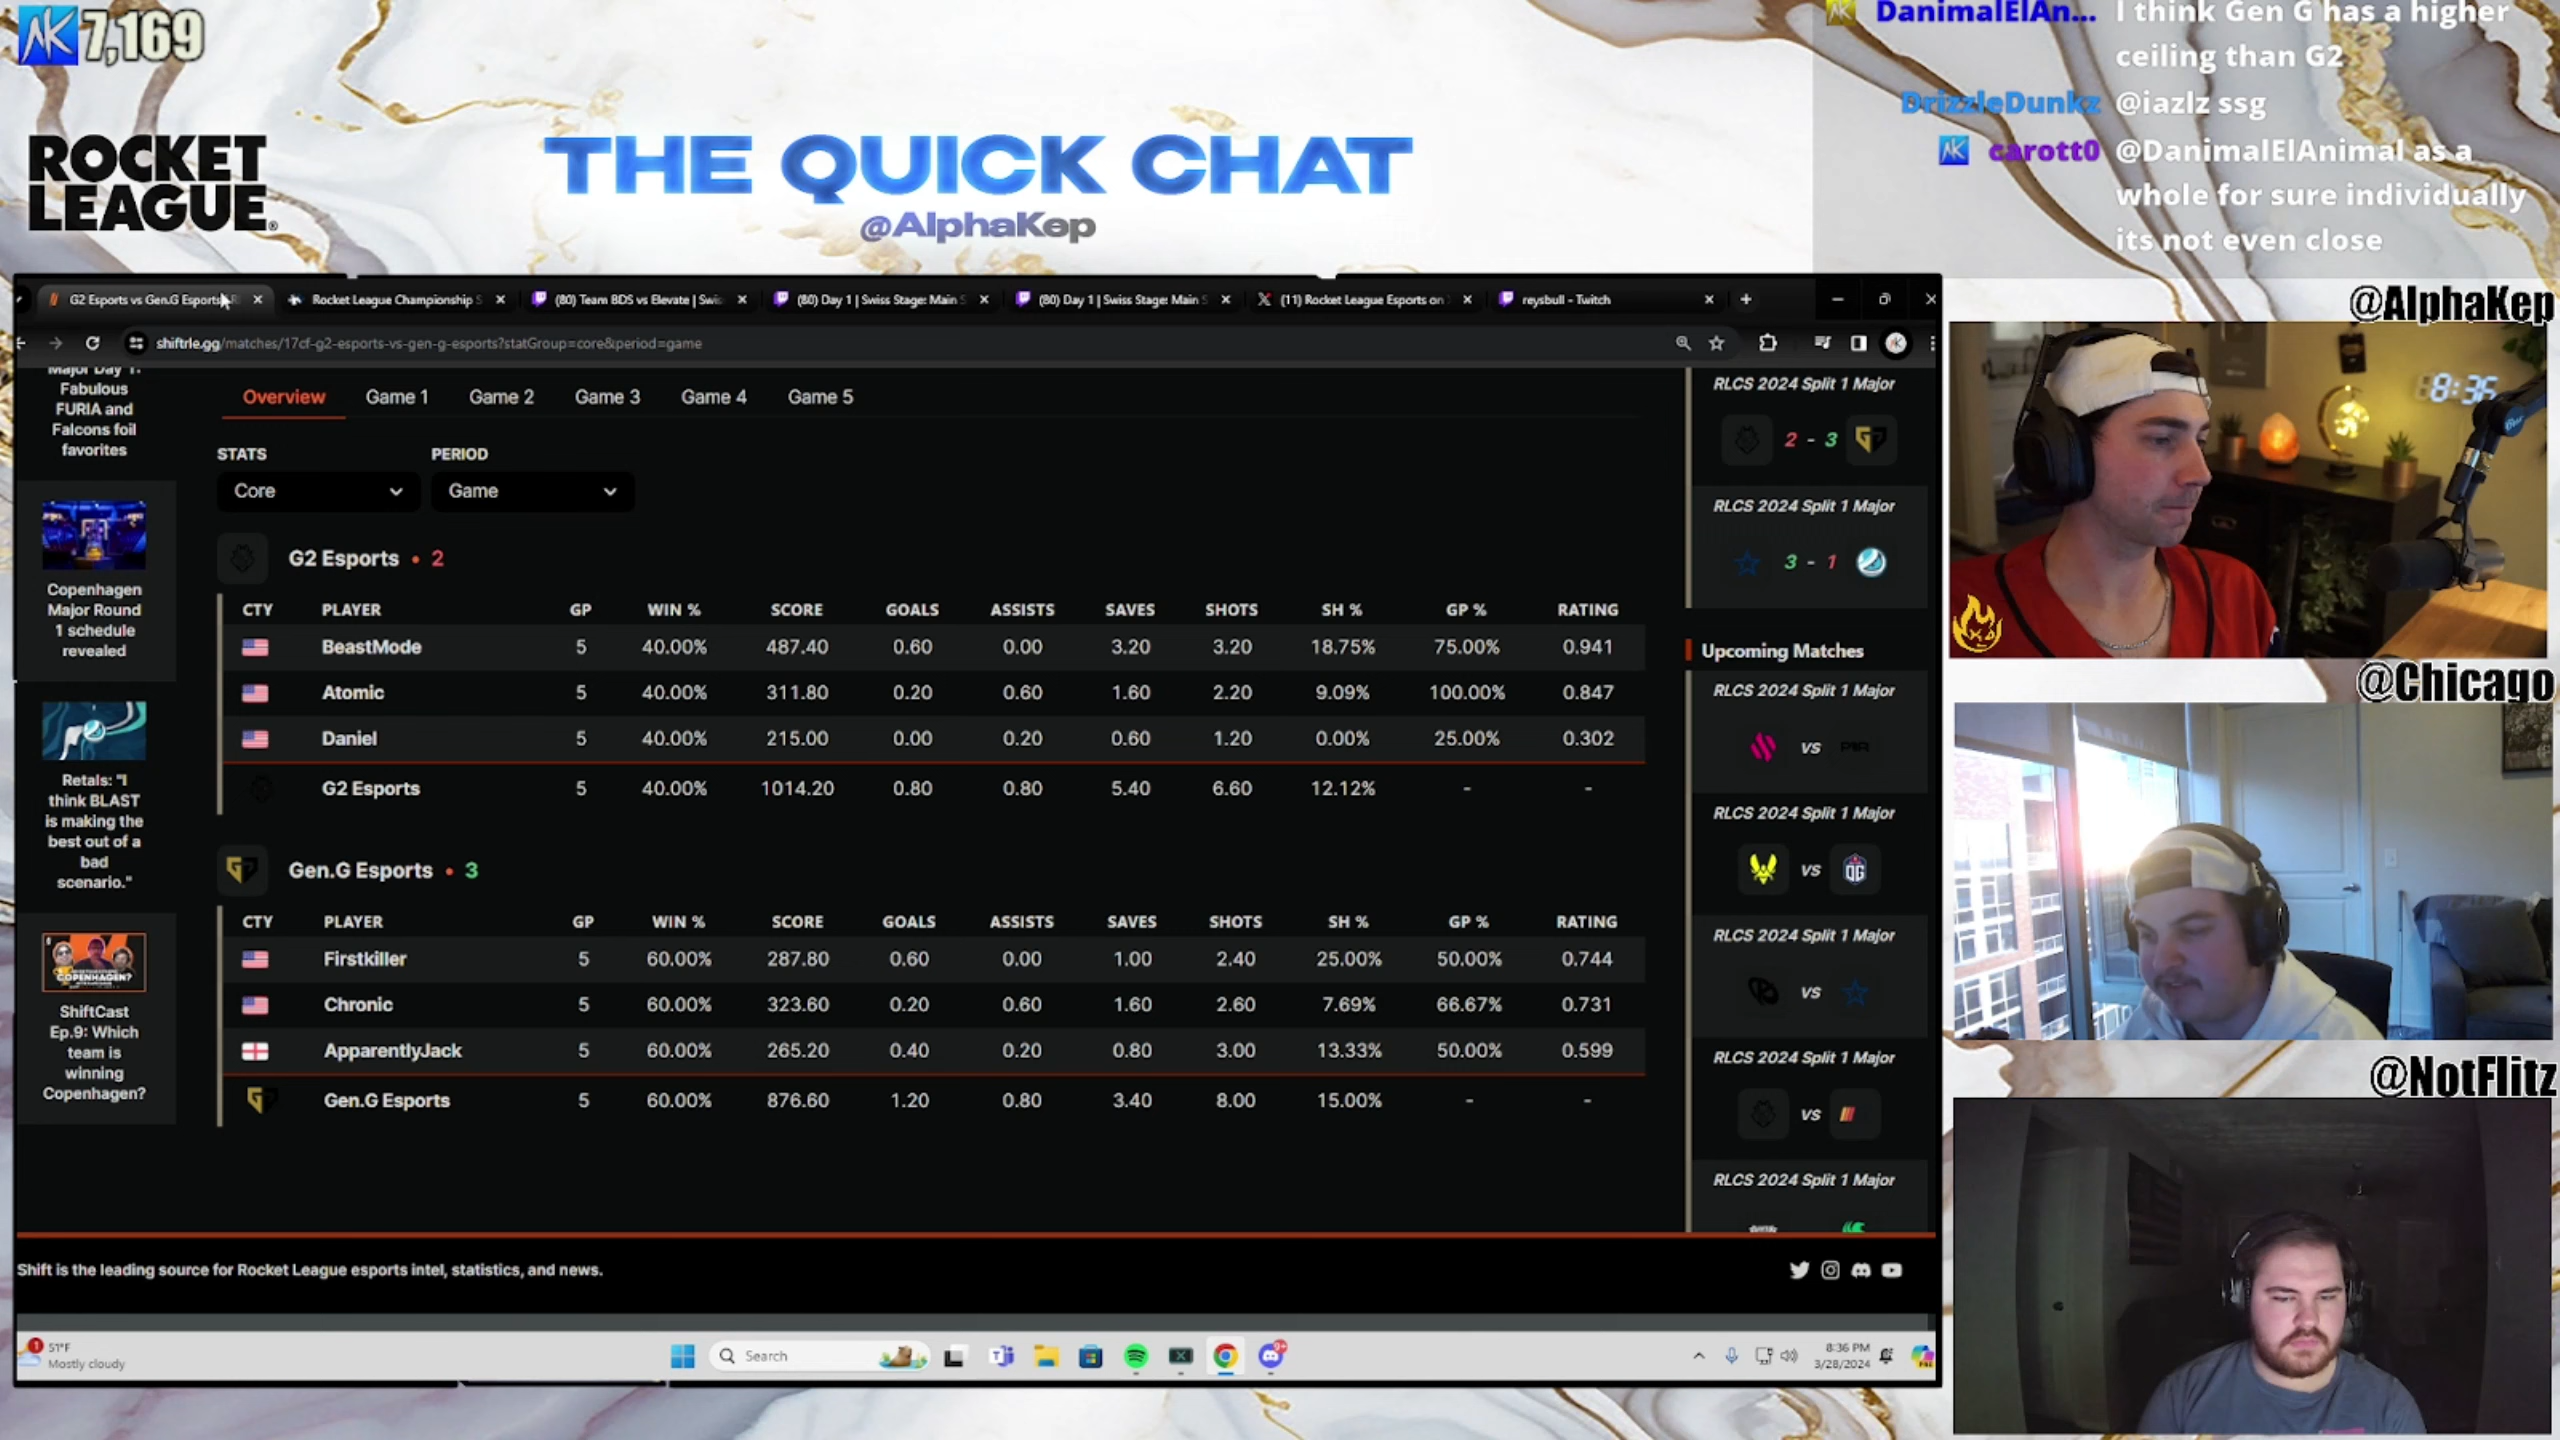 7,169
ROCKET
LEAGUE
THE QUICK CHAT
@AlphaKep
DanimalElAn... I think Gen G has a higher
ceiling than G2
DrizzleDunkz @iazlz ssg
carott0 @DanimalElAnimal as a
whole for sure individually
its not even close
@AlphaKep
8:36
@Chicago
@NotFlitz
G2 Esports vs Gen.G Esports
Rocket League Championship S
(80) Team BDS vs Elevate | Swis
(80) Day 1 | Swiss Stage: Main S
(80) Day 1 | Swiss Stage: Main S
(11) Rocket League Esports on
reysbull - Twitch
shiftrle.gg/matches/17cf-g2-esports-vs-gen-g-esports?statGroup=core&period=game
Major Day 1:
Fabulous
FURIA and
Falcons foil
favorites
Copenhagen
Major Round
1 schedule
revealed
Retals: "I
think BLAST
is making the
best out of a
bad
scenario."
COPENHAGEN?
ShiftCast
Ep.9: Which
team is
winning
Copenhagen?
Overview Game 1 Game 2 Game 3 Game 4 Game 5
STATS PERIOD
Core Game
G2 Esports • 2
CTY PLAYER GP WIN % SCORE GOALS ASSISTS SAVES SHOTS SH % GP % RATING
BeastMode 5 40.00% 487.40 0.60 0.00 3.20 3.20 18.75% 75.00% 0.941
Atomic 5 40.00% 311.80 0.20 0.60 1.60 2.20 9.09% 100.00% 0.847
Daniel 5 40.00% 215.00 0.00 0.20 0.60 1.20 0.00% 25.00% 0.302
G2 Esports 5 40.00% 1014.20 0.80 0.80 5.40 6.60 12.12% - -
Gen.G Esports • 3
CTY PLAYER GP WIN % SCORE GOALS ASSISTS SAVES SHOTS SH % GP % RATING
Firstkiller 5 60.00% 287.80 0.60 0.00 1.00 2.40 25.00% 50.00% 0.744
Chronic 5 60.00% 323.60 0.20 0.60 1.60 2.60 7.69% 66.67% 0.731
ApparentlyJack 5 60.00% 265.20 0.40 0.20 0.80 3.00 13.33% 50.00% 0.599
Gen.G Esports 5 60.00% 876.60 1.20 0.80 3.40 8.00 15.00% - -
RLCS 2024 Split 1 Major
2 - 3
RLCS 2024 Split 1 Major
3 - 1
Upcoming Matches
RLCS 2024 Split 1 Major
VS
RLCS 2024 Split 1 Major
VS OG
RLCS 2024 Split 1 Major
VS
RLCS 2024 Split 1 Major
VS
RLCS 2024 Split 1 Major
Shift is the leading source for Rocket League esports intel, statistics, and news.
1 51°F
Mostly cloudy
Search
8:36 PM
3/28/2024